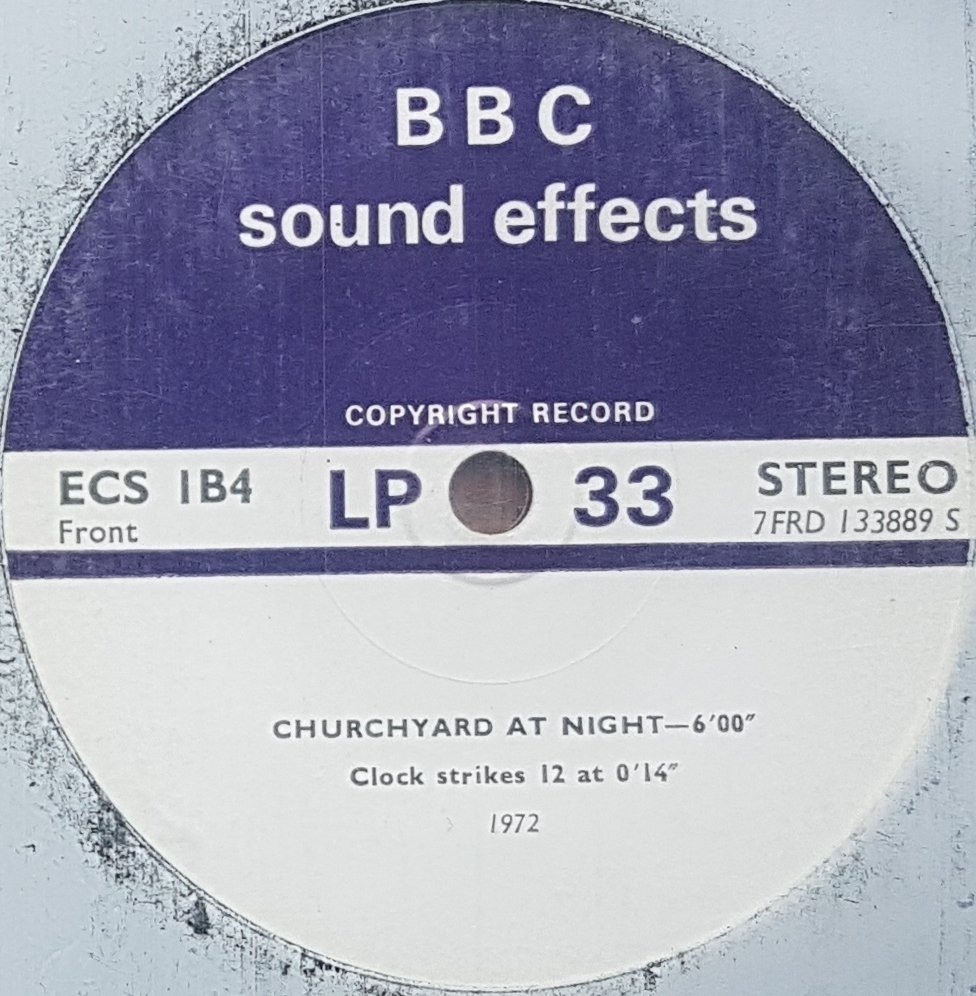 BBC
sound effects
COPYRIGHT RECORD
ECS 1B4 LP 33 STEREO
Front 7FRD 133889 S
CHURCHYARD AT NIGHT—6′00″
Clock strikes 12 at 0′14″
1972